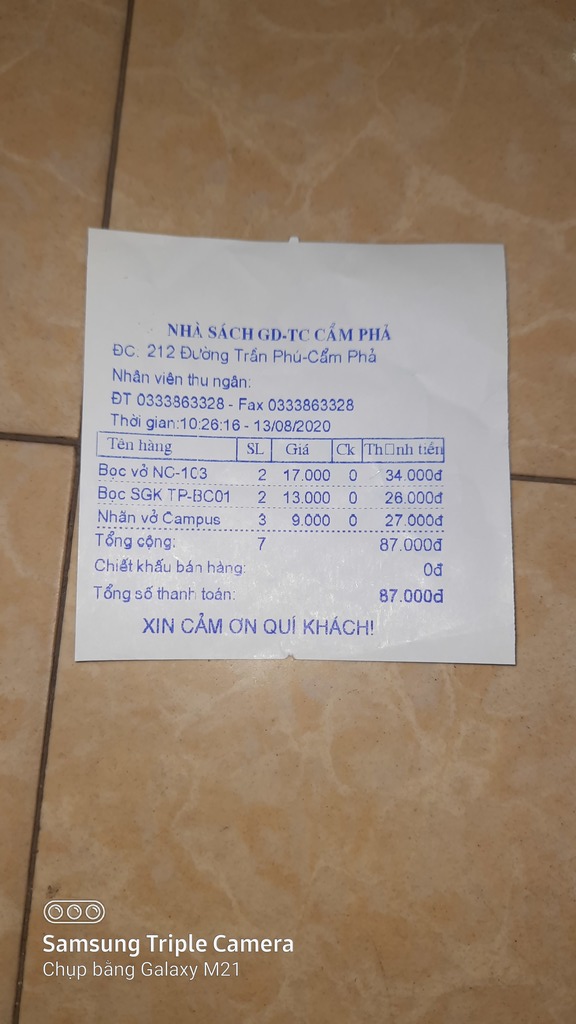 NHÀ SÁCH GD-TC CẨM PHẢ
ĐC. 212 Đường Trần Phú-Cẩm Phả
Nhân viên thu ngân:
ĐT 0333863328 - Fax 0333863328
Thời gian:10:26:16 - 13/08/2020
Tên hàng SL Giá Ck Th□nh tiền
Bọc vở NC-103 2 17.000 0 34.000đ
Bọc SGK TP-BC01 2 13.000 0 26.000đ
Nhãn vở Campus 3 9.000 0 27.000đ
Tổng cộng: 7 87.000đ
Chiết khấu bán hàng: 0đ
Tổng số thanh toán: 87.000đ
XIN CẢM ƠN QUÍ KHÁCH!
Samsung Triple Camera
Chụp bằng Galaxy M21